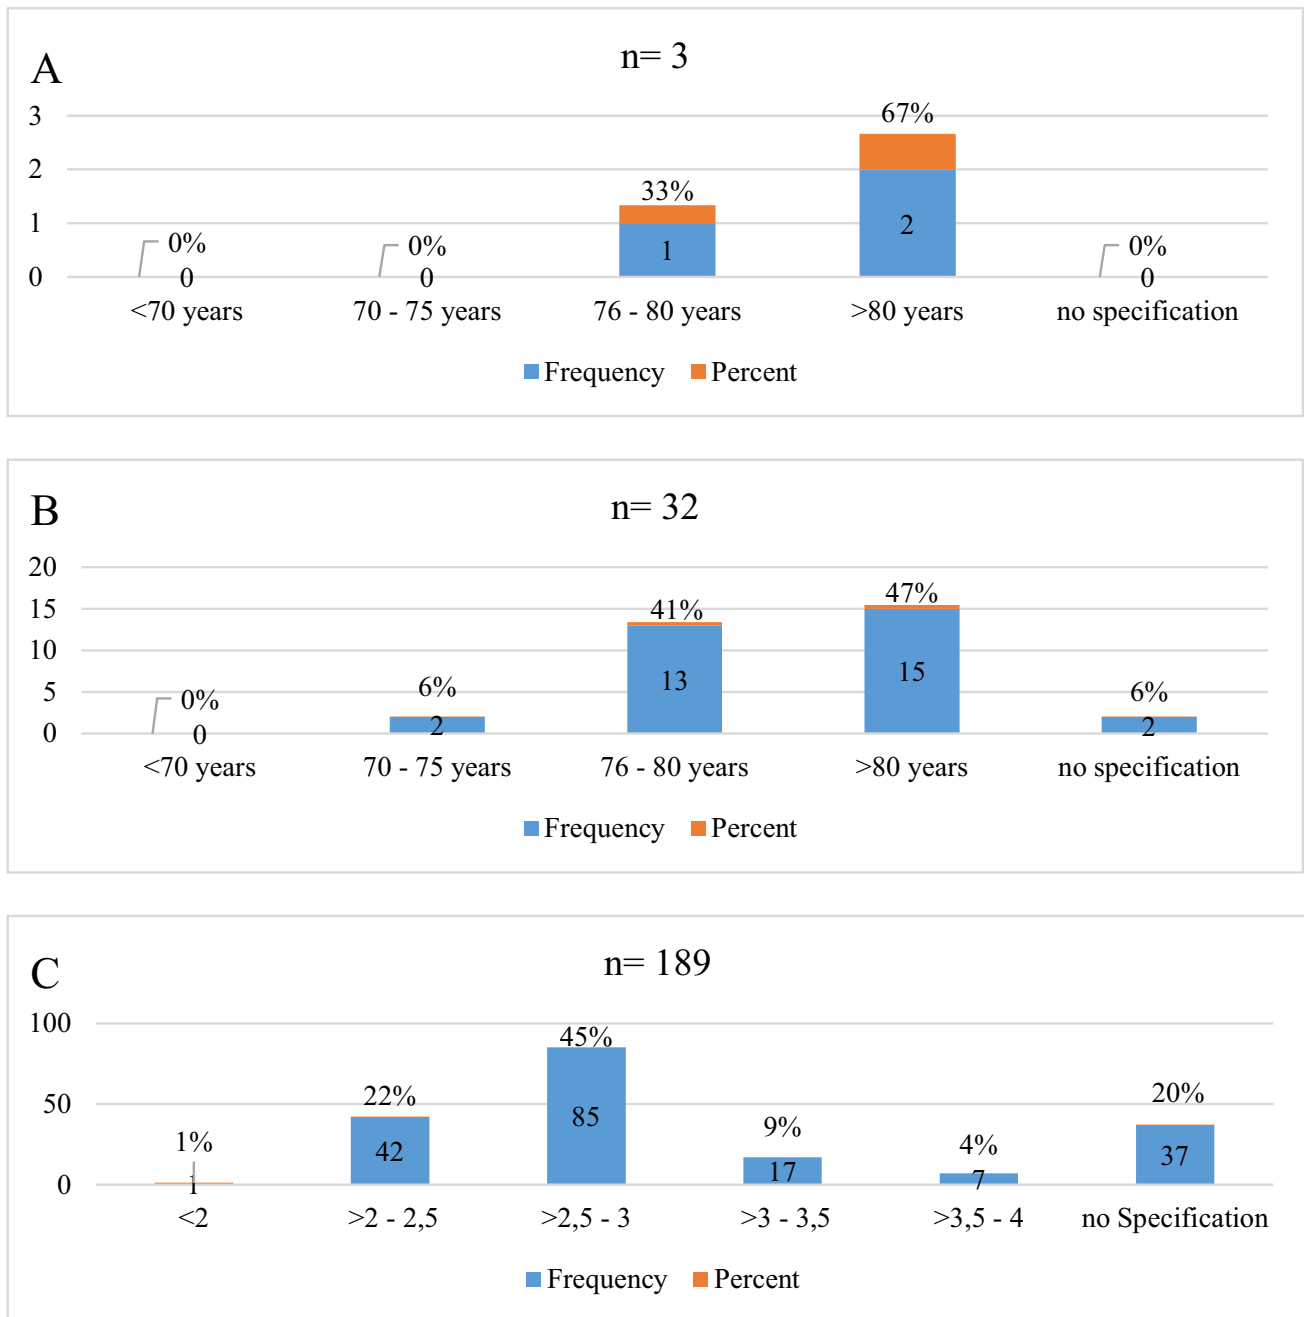 A
n= 3
3
2
1
0
0%
0
0%
0
33%
1
67%
2
0%
0
<70 years
70 - 75 years
76 - 80 years
>80 years
no specification
Frequency
Percent
B
n= 32
20
15
10
5
0
0%
0
6%
2
41%
13
47%
15
6%
2
<70 years
70 - 75 years
76 - 80 years
>80 years
no specification
Frequency
Percent
C
n= 189
100
50
0
1%
1
22%
42
45%
85
9%
17
4%
7
20%
37
<2
>2 - 2,5
>2,5 - 3
>3 - 3,5
>3,5 - 4
no Specification
Frequency
Percent